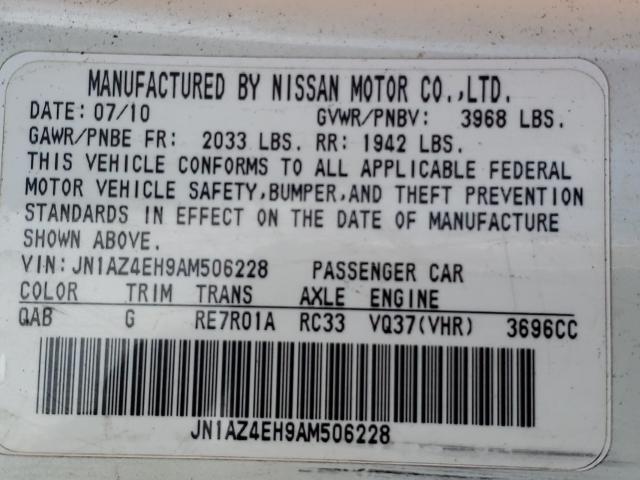 MANUFACTURED BY NISSAN MOTOR CO.,LTD.
DATE: 07/10 GVWR/PNBV: 3968 LBS.
GAWR/PNBE FR: 2033 LBS. RR: 1942 LBS.
THIS VEHICLE CONFORMS TO ALL APPLICABLE FEDERAL
MOTOR VEHICLE SAFETY,BUMPER,AND THEFT PREVENTION
STANDARDS IN EFFECT ON THE DATE OF MANUFACTURE
SHOWN ABOVE.
VIN:JN1AZ4EH9AM506228 PASSENGER CAR
COLOR TRIM TRANS AXLE ENGINE
QAB G RE7R01A RC33 VQ37(VHR) 3696CC
JN1AZ4EH9AM506228